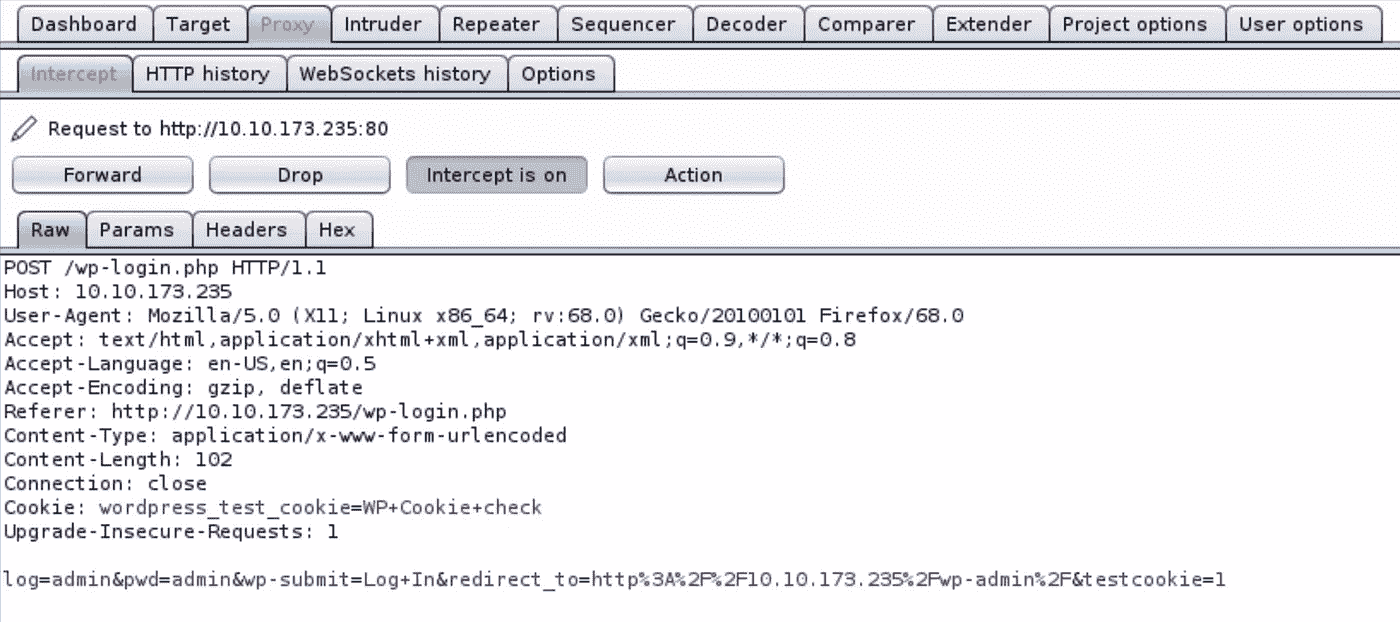 Dashboard Target Proxy Intruder Repeater Sequencer Decoder Comparer Extender Project options User options
Intercept HTTP history WebSockets history Options
Request to http://10.10.173.235:80
Forward Drop Intercept is on Action
Raw Params Headers Hex
POST /wp-login.php HTTP/1.1
Host: 10.10.173.235
User-Agent: Mozilla/5.0 (X11; Linux x86_64; rv:68.0) Gecko/20100101 Firefox/68.0
Accept: text/html,application/xhtml+xml,application/xml;q=0.9,*/*;q=0.8
Accept-Language: en-US,en;q=0.5
Accept-Encoding: gzip, deflate
Referer: http://10.10.173.235/wp-login.php
Content-Type: application/x-www-form-urlencoded
Content-Length: 102
Connection: close
Cookie: wordpress_test_cookie=WP+Cookie+check
Upgrade-Insecure-Requests: 1
log=admin&pwd=admin&wp-submit=Log+In&redirect_to=http%3A%2F%2F10.10.173.235%2Fwp-admin%2F&testcookie=1